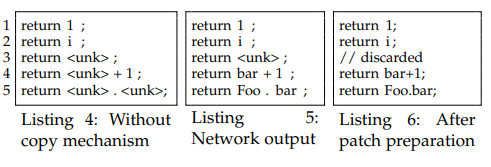 1 return 1 ;
2 return i ;
3 return <unk> ;
4 return <unk> + 1 ;
5 return <unk> . <unk>;
Listing 4: Without
copy mechanism
return 1 ;
return i ;
return <unk> ;
return bar + 1 ;
return Foo . bar ;
Listing 5:
Network output
return 1;
return i;
// discarded
return bar+1;
return Foo.bar;
Listing 6: After
patch preparation